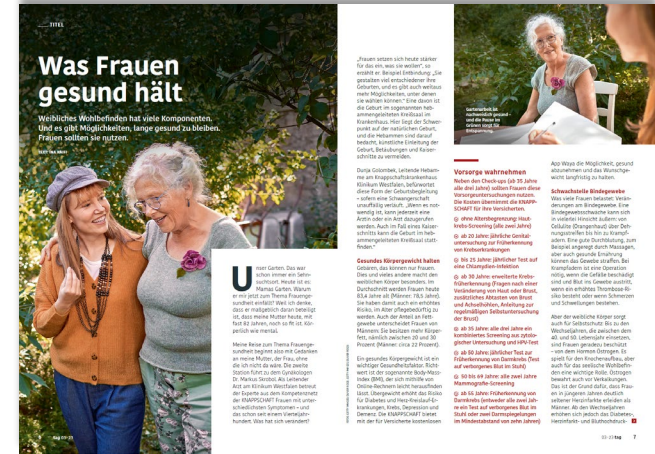 TITEL
Was Frauen
gesund hält
Weibliches Wohlbefinden hat viele Komponenten.
Und es gibt Möglichkeiten, lange gesund zu bleiben.
Frauen sollten sie nutzen.
Unser Garten. Das war
schon immer ein Sehn-
suchtsort. Heute ist es
Mamas Garten. Warum
er mir jetzt zum Thema Frauenge-
sundheit einfällt? Weil ich denke,
dass er maßgeblich daran beteiligt
ist, dass meine Mutter heute, mit
fast 82 Jahren, noch so fit ist. Kör-
perlich wie mental.
Meine Reise zum Thema Frauenge-
sundheit beginnt also mit Gedanken
an meine Mutter, der Frau, ohne
die ich nicht da wäre. Die zweite
Station führt zu dem Gynäkologen
Dr. Markus Strobol. Als Leitender
Arzt am Klinikum Westfalen betreut
der Experte aus dem Kompetenznetz
der KNAPPSCHAFT Frauen mit unter-
schiedlichsten Symptomen – und
das schon seit einem Vierteljahr-
hundert. Was hat sich verändert?
„Frauen setzen sich heute stärker
für das ein, was sie wollen“, so
erzählt er. Beispiel Entbindung: „Sie
gestalten viel entschiedener ihre
Geburten, und es gibt auch weitaus
mehr Möglichkeiten, unter denen
sie wählen können.“ Eine davon ist
die Geburt im sogenannten heb-
ammengeleiteten Kreißsaal im
Krankenhaus. Hier liegt der Schwer-
punkt auf der natürlichen Geburt,
und die Hebammen sind darauf
bedacht, künstliche Einleitung der
Geburt, Betäubungen und Kaiser-
schnitte zu vermeiden.
Dunja Golombek, Leitende Hebam-
me am Knappschaftskrankenhaus
Klinikum Westfalen, befürwortet
diese Form der Geburtsbegleitung
– sofern eine Schwangerschaft
unauffällig verläuft. „Wenn es not-
wendig ist, kann jederzeit eine
Ärztin oder ein Arzt dazugerufen
werden. Auch im Fall eines Kaiser-
schnitts kann die Geburt im heb-
ammengeleiteten Kreißsaal statt-
finden.“
Gesundes Körpergewicht halten
Gebären, das können nur Frauen.
Dies und vieles andere macht den
weiblichen Körper besonders. Im
Durchschnitt werden Frauen heute
83,4 Jahre alt (Männer: 78,5 Jahre).
Sie haben damit auch ein erhöhtes
Risiko, im Alter pflegebedürftig zu
werden. Auch der Anteil an Fett-
gewebe unterscheidet Frauen von
Männern: Sie besitzen mehr Körper-
fett, nämlich zwischen 20 und 30
Prozent (Männer: circa 22 Prozent).
Ein gesundes Körpergewicht ist ein
wichtiger Gesundheitsfaktor. Richt-
wert ist der sogenannte Body-Mass-
Index (BMI), der sich mithilfe von
Online-Rechnern leicht herausfinden
lässt. Übergewicht erhöht das Risiko
für Diabetes und Herz-Kreislauf-Er-
krankungen, Krebs, Depression und
Demenz. Die KNAPPSCHAFT bietet
mit der für Versicherte kostenlosen
Gartenarbeit ist
nachweislich gesund –
und die Pause im
Grünen sorgt für
Entspannung.
Vorsorge wahrnehmen
Neben den Check-ups (ab 35 Jahre
alle drei Jahre) sollten Frauen diese
Vorsorgeuntersuchungen nutzen.
Die Kosten übernimmt die KNAPP-
SCHAFT für ihre Versicherten.
ohne Altersbegrenzung: Haut-
krebs-Screening (alle zwei Jahre)
ab 20 Jahre: jährliche Genital-
untersuchung zur Früherkennung
von Krebserkrankungen
bis 25 Jahre: jährlicher Test auf
eine Chlamydien-Infektion
ab 30 Jahre: erweiterte Krebs-
früherkennung (Fragen nach einer
Veränderung von Haut oder Brust,
zusätzliches Abtasten von Brust
und Achselhöhlen, Anleitung zur
regelmäßigen Selbstuntersuchung
der Brust)
ab 35 Jahre: alle drei Jahre ein
kombiniertes Screening aus zytolo-
gischer Untersuchung und HPV-Test
ab 50 Jahre: jährlicher Test zur
Früherkennung von Darmkrebs (Test
auf verborgenes Blut im Stuhl)
50 bis 69 Jahre: alle zwei Jahre
Mammografie-Screening
ab 55 Jahre: Früherkennung von
Darmkrebs (entweder alle zwei Jah-
re ein Test auf verborgenes Blut im
Stuhl oder zwei Darmspiegelungen
im Mindestabstand von zehn Jahren)
App Waya die Möglichkeit, gesund
abzunehmen und das Wunschge-
wicht langfristig zu halten.
Schwachstelle Bindegewebe
Was viele Frauen belastet: Verän-
derungen am Bindegewebe. Eine
Bindegewebsschwäche kann sich
in vielerlei Hinsicht äußern: von
Cellulite (Orangenhaut) über Deh-
nungsstreifen bis hin zu Krampf-
adern. Eine gute Durchblutung, zum
Beispiel angeregt durch Massagen,
aber auch gesunde Ernährung
können das Gewebe straffen. Bei
Krampfadern ist eine Operation
nötig, wenn die Gefäße beschädigt
sind und Blut ins Gewebe austritt,
wenn ein erhöhtes Thrombose-Ri-
siko besteht oder wenn Schmerzen
und Schwellungen bestehen.
Aber der weibliche Körper sorgt
auch für Selbstschutz: Bis zu den
Wechseljahren, die zwischen dem
40. und 60. Lebensjahr einsetzen,
sind Frauen geradezu beschützt
– von dem Hormon Östrogen. Es
spielt für den Knochenaufbau, aber
auch für das seelische Wohlbefin-
den eine wichtige Rolle. Östrogen
bewahrt auch vor Verkalkungen.
Das ist der Grund dafür, dass Frau-
en in jüngeren Jahren deutlich
seltener Herzinfarkte erleiden als
Männer. Ab den Wechseljahren
erhöhen sich jedoch das Diabetes-,
Herzinfarkt- und Bluthochdruck-
tag 03-23
03-23 tag 7